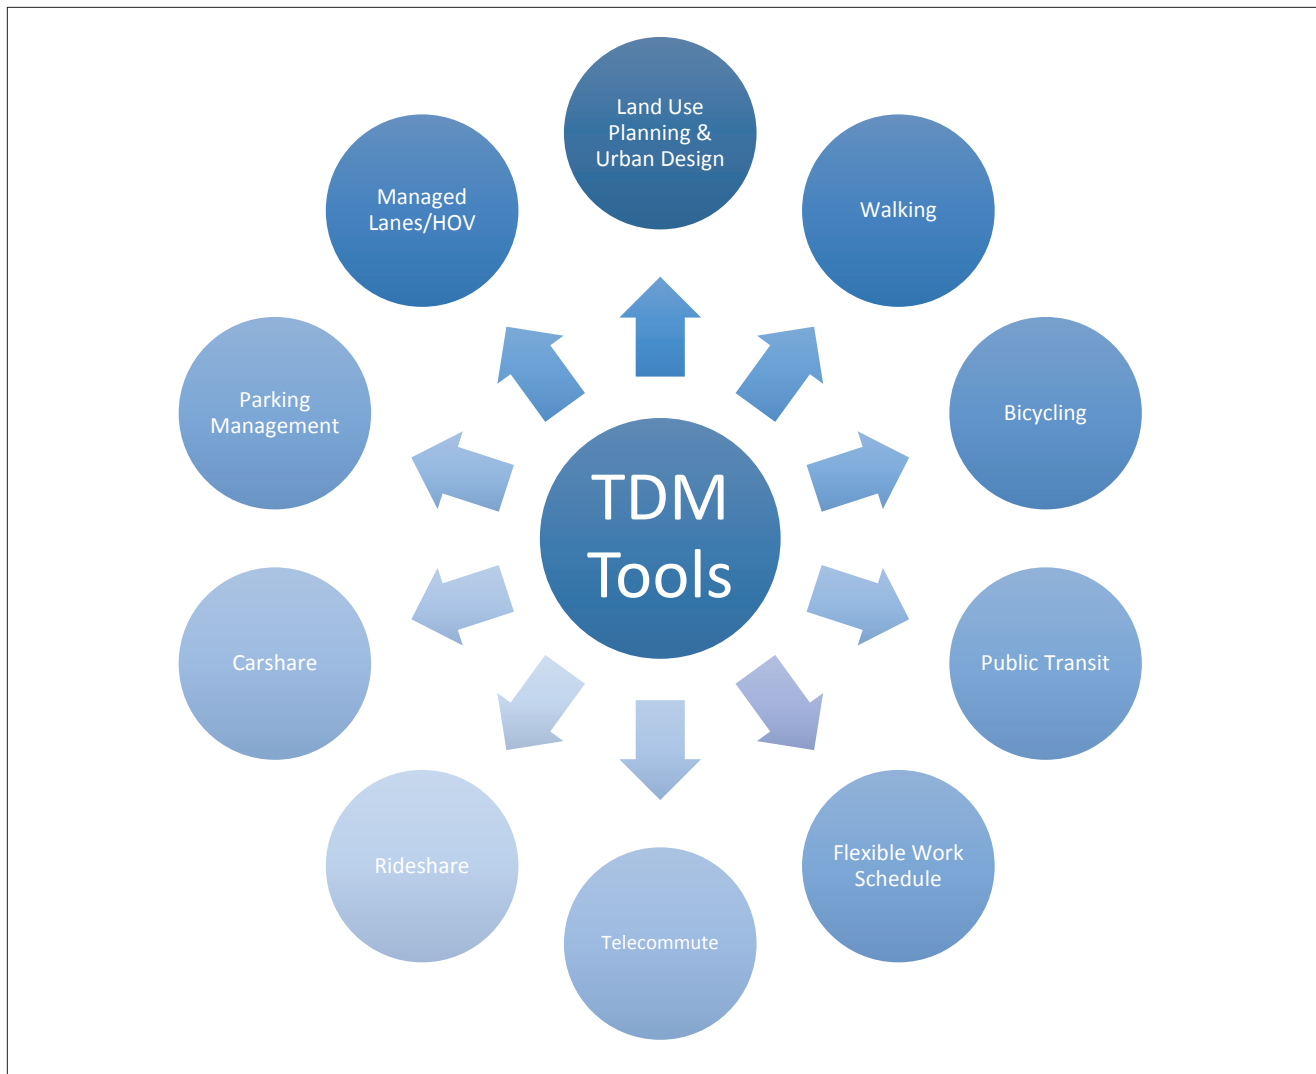 Land Use
Planning &
Urban Design
Walking
Bicycling
Public Transit
Flexible Work
Schedule
Telecommute
Rideshare
Carshare
Parking
Management
Managed
Lanes/HOV
TDM
Tools